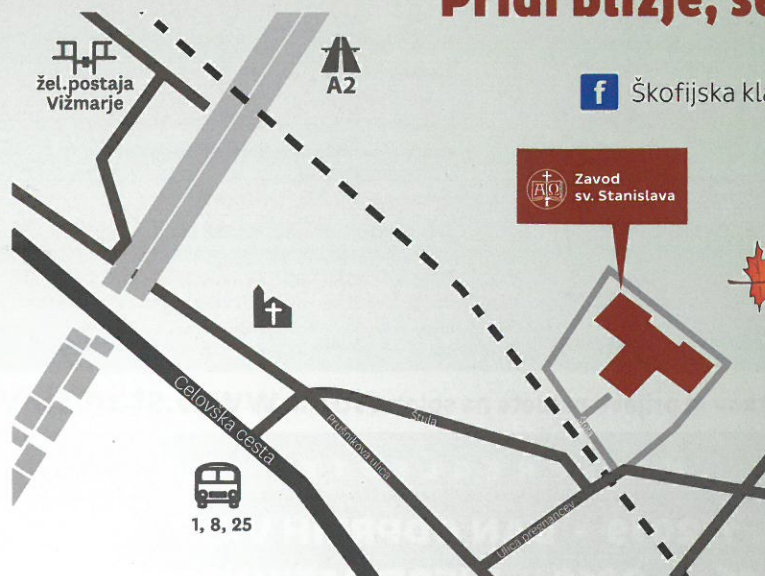 Pridi bližje,
žel.postaja
Vižmarje
A2
f Škofijska
ΑΩ
Zavod
sv. Stanislava
Celovška cesta
Prušnikova ulica
Štula
Ulica pregnancev
1, 8, 25